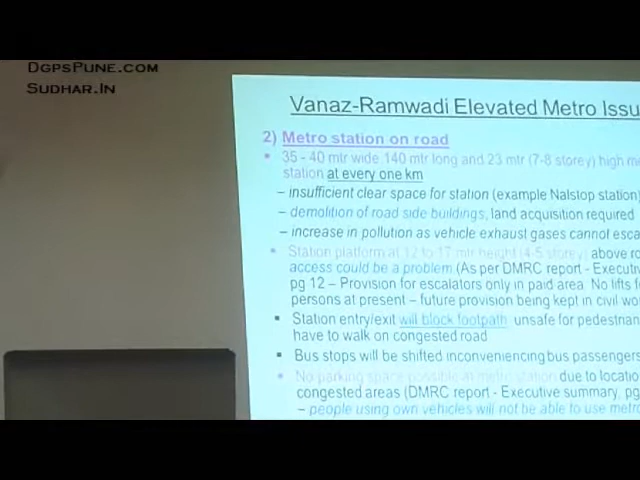 DgpsPune.com
Sudhar.In
Vanaz-Ramwadi Elevated Metro Issu
2) Metro station on road
35 - 40 mtr wide 140 mtr long and 23 mtr (7-8 storey) high me
station at every one km
– insufficient clear space for station (example Nalstop station)
– demolition of road side buildings, land acquisition required
– increase in pollution as vehicle exhaust gases cannot esca
Station platform at 12 to 17 mtr height (4-5 storey) above ro
access could be a problem (As per DMRC report - Executiv
pg 12 – Provision for escalators only in paid area. No lifts f
persons at present – future provision being kept in civil wo
Station entry/exit will block footpath unsafe for pedestrian
have to walk on congested road
Bus stops will be shifted inconveniencing bus passengers
No parking space possible at metro station due to locatio
congested areas (DMRC report - Executive summary, pg
– people using own vehicles will not be able to use metro